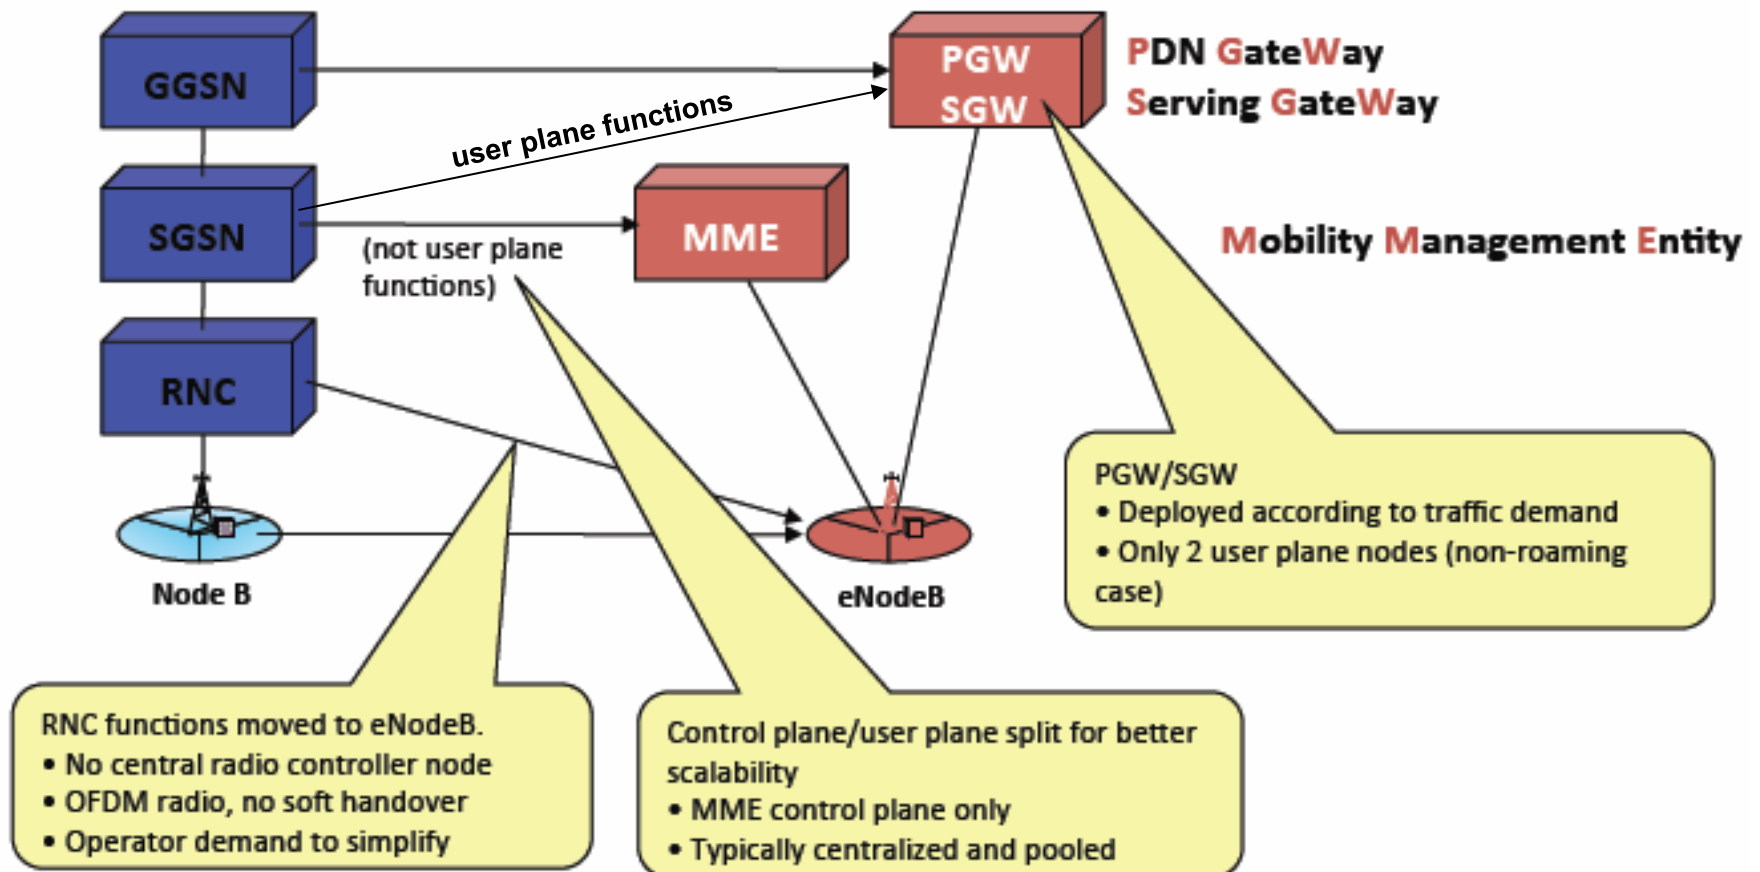 GGSN
PGW
SGW
PDN GateWay
Serving GateWay
user plane functions
SGSN
MME
(not user plane
functions)
Mobility Management Entity
RNC
Node B
eNodeB
PGW/SGW
• Deployed according to traffic demand
• Only 2 user plane nodes (non-roaming
case)
RNC functions moved to eNodeB.
• No central radio controller node
• OFDM radio, no soft handover
• Operator demand to simplify
Control plane/user plane split for better
scalability
• MME control plane only
• Typically centralized and pooled